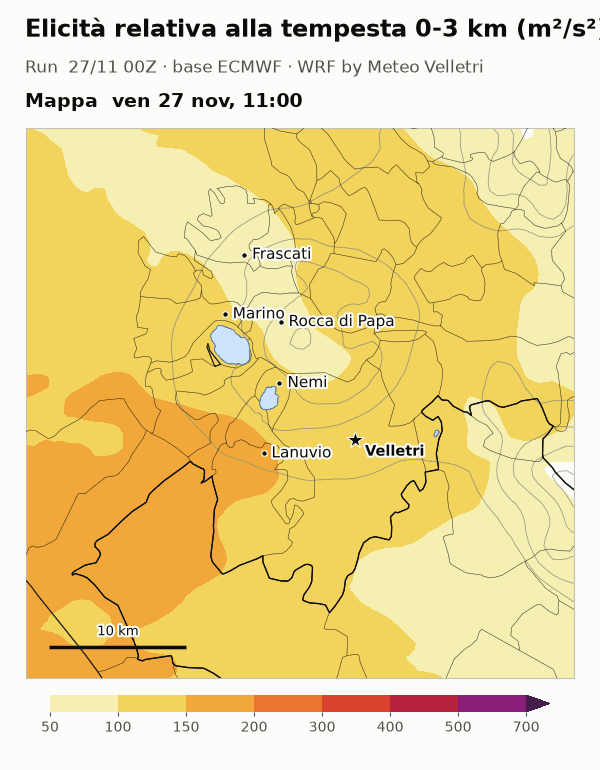 Elicità relativa alla tempesta 0-3 km (m²/s²)
Run 27/11 00Z · base ECMWF · WRF by Meteo Velletri
Mappa ven 27 nov, 11:00
Frascati
Marino
Rocca di Papa
Nemi
Velletri
Lanuvio
10 km
50 100 150 200 300 400 500 700